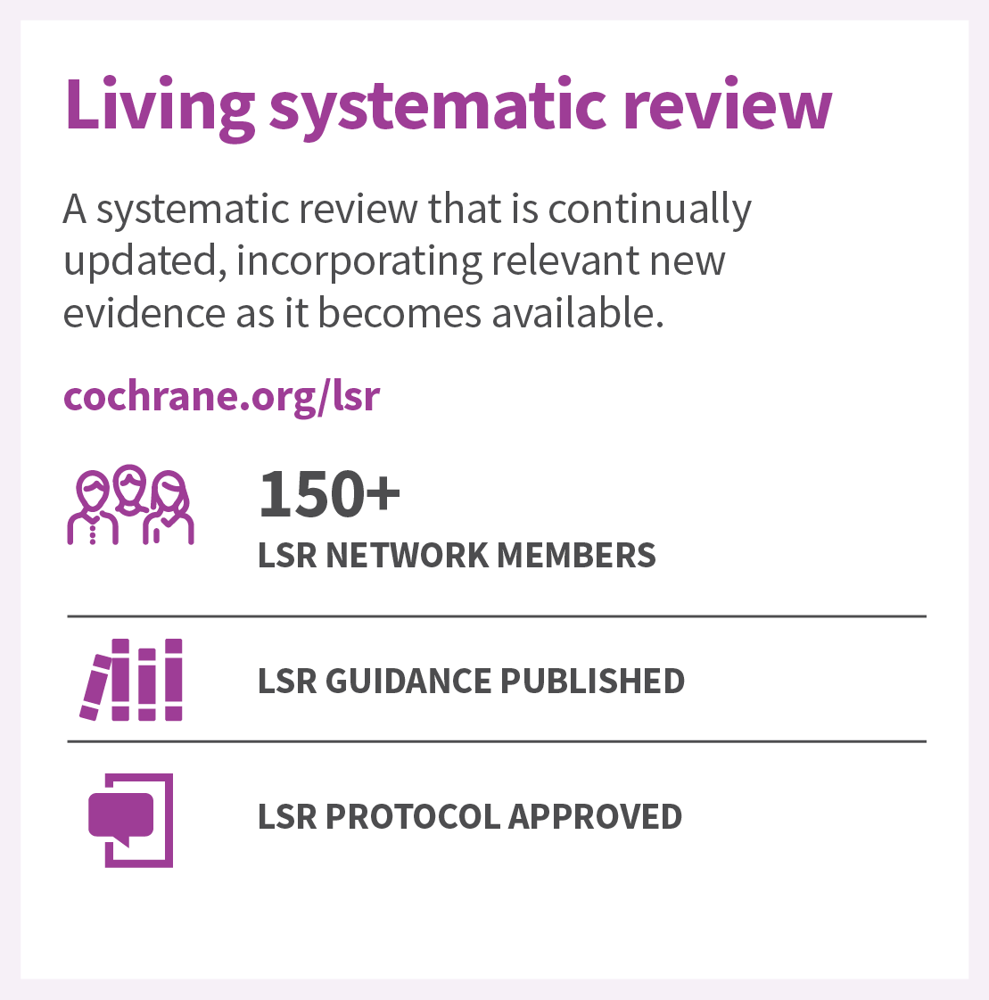 Living systematic review
A systematic review that is continually
updated, incorporating relevant new
evidence as it becomes available.
cochrane.org/lsr
150+
LSR NETWORK MEMBERS
LSR GUIDANCE PUBLISHED
LSR PROTOCOL APPROVED